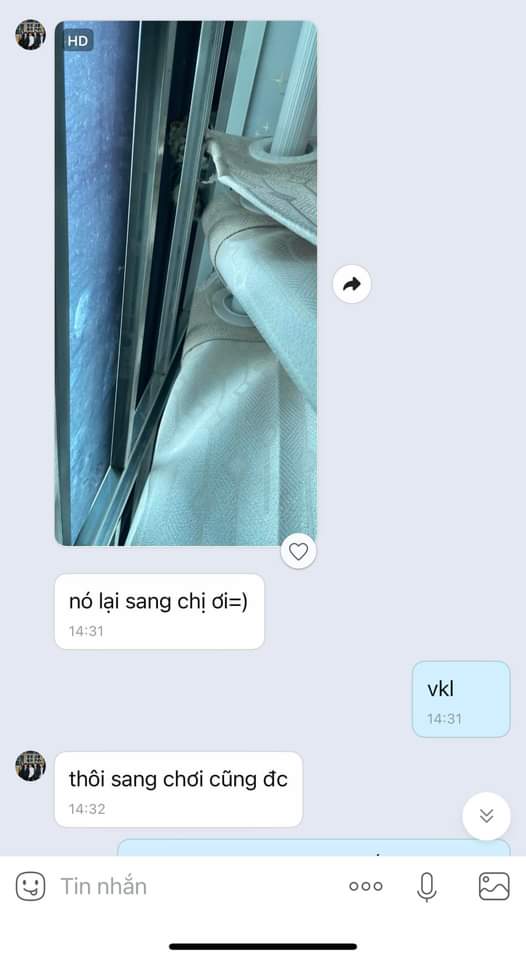 HD
nó lại sang chị ơi=)
14:31
vkl
14:31
thôi sang chơi cũng đc
14:32
Tin nhắn